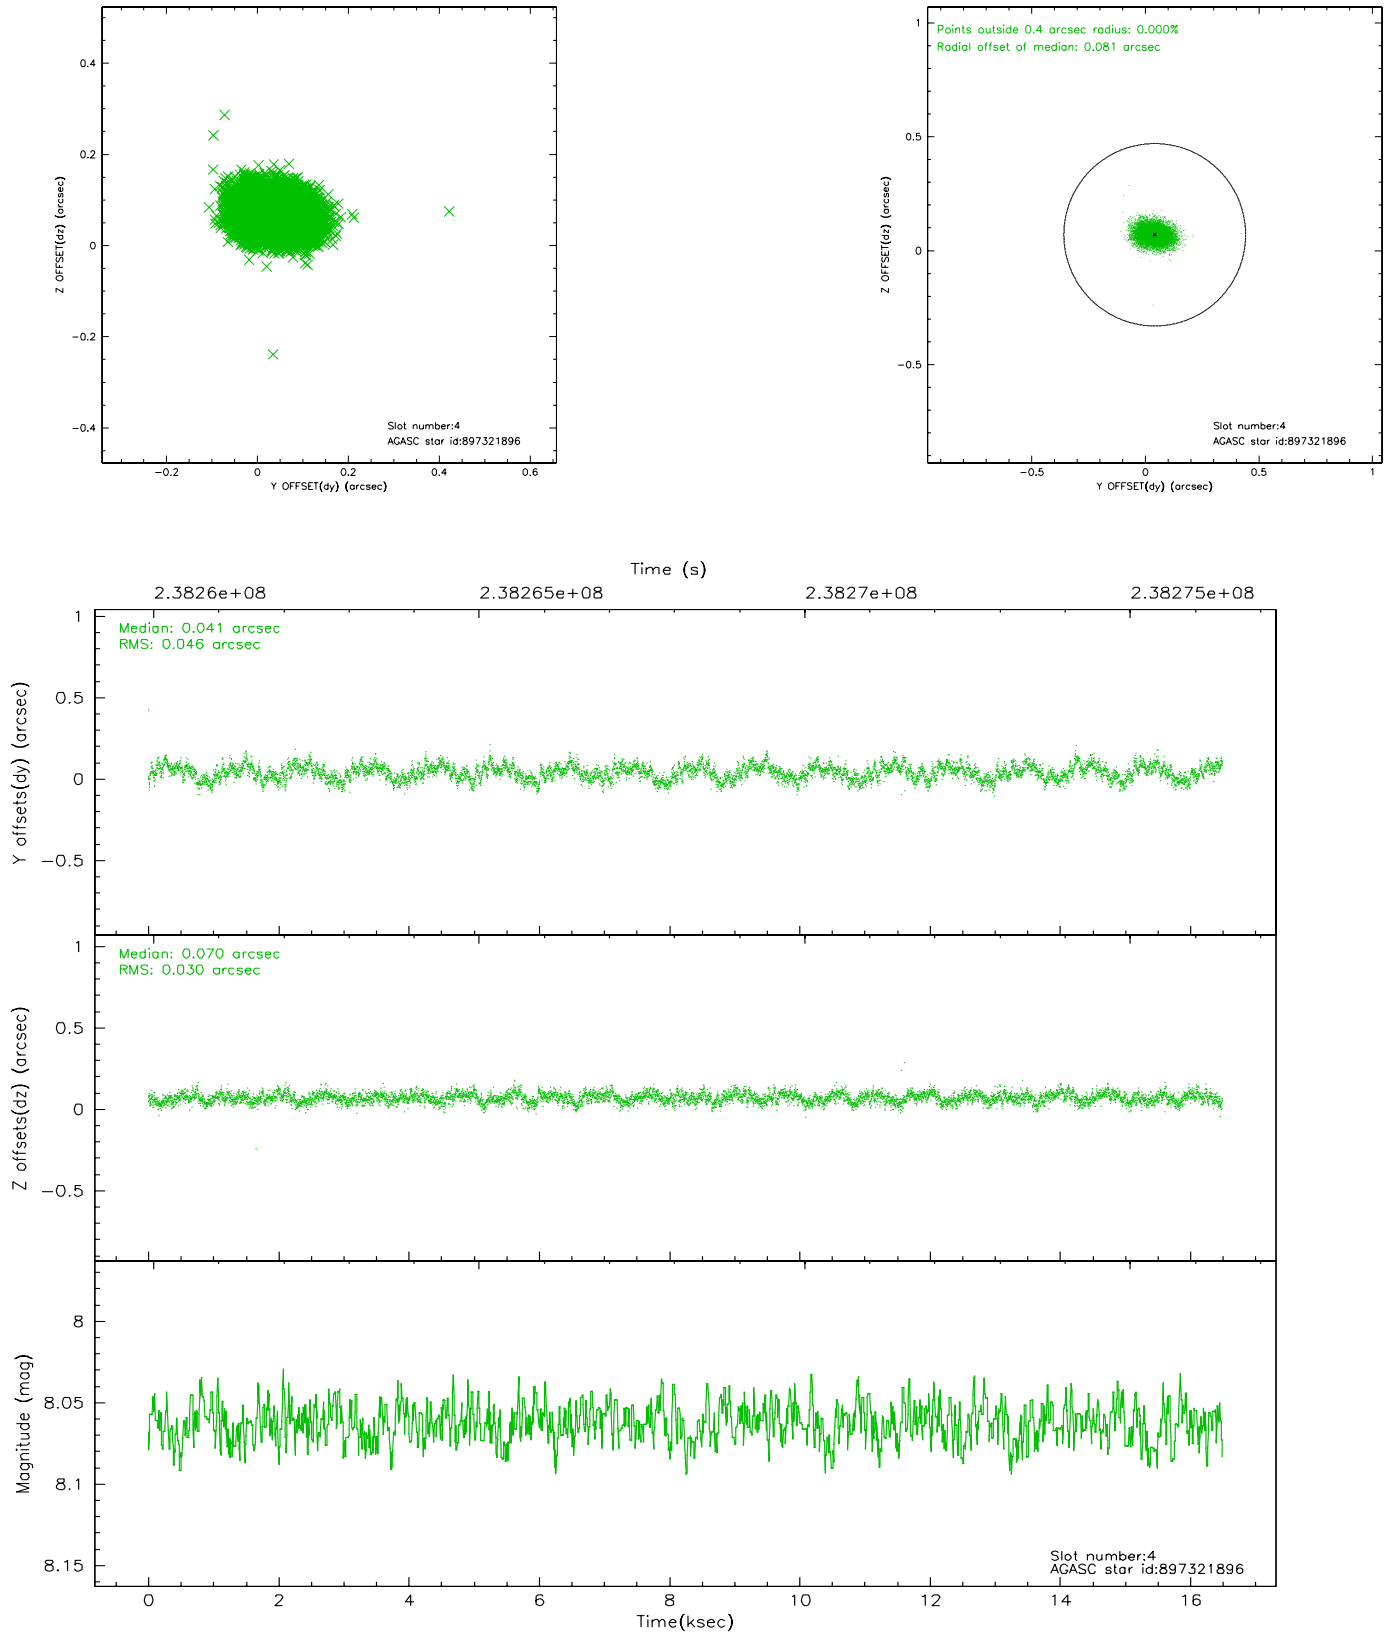 0.4
0.2
0
−0.2
−0.4
Z OFFSET(dz) (arcsec)
Slot number:4
AGASC star id:897321896
−0.2 0 0.2 0.4 0.6
Y OFFSET(dy) (arcsec)
Points outside 0.4 arcsec radius: 0.000%
Radial offset of median: 0.081 arcsec
1
0.5
0
−0.5
Z OFFSET(dz) (arcsec)
Slot number:4
AGASC star id:897321896
−0.5 0 0.5 1
Y OFFSET(dy) (arcsec)
Time (s)
2.3826e+08 2.38265e+08 2.3827e+08 2.38275e+08
Median: 0.041 arcsec
RMS: 0.046 arcsec
1
0.5
0
−0.5
Y offsets(dy) (arcsec)
Median: 0.070 arcsec
RMS: 0.030 arcsec
1
0.5
0
−0.5
Z offsets(dz) (arcsec)
8
8.05
8.1
8.15
Magnitude (mag)
Slot number:4
AGASC star id:897321896
0 2 4 6 8 10 12 14 16
Time(ksec)